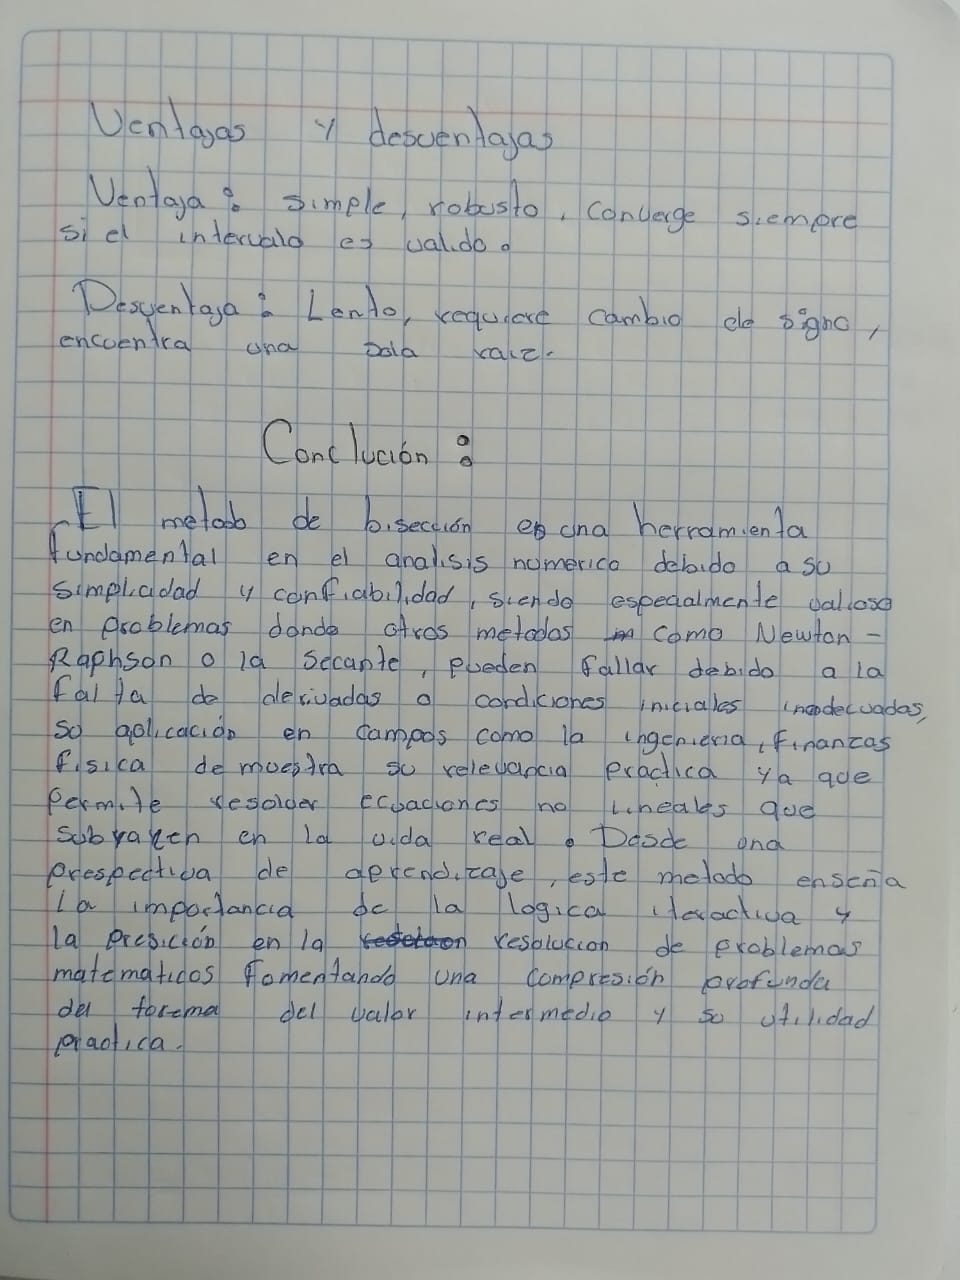 Ventajas y desventajas
Ventaja: simple, robusto, converge siempre
si el intervalo es valido.
Desventaja: Lento, requiere cambio de signo,
encuentra una sola raiz.
Conclución:
El metodo de bisección es una herramienta
fundamental en el analisis numerico debido a su
simplicidad y confiabilidad, siendo especialmente valioso
en problemas donde otros metodos como Newton-
Raphson o la secante, pueden fallar debido a la
falta de derivadas o condiciones iniciales inadecuadas,
so aplicación en campos como la ingenieria, finanzas
fisica demuestra su relevancia practica ya que
permite resolder ecuaciones no lineales que
subyazen en la vida real. Desde una
prespectiva de aprendizaje, este metodo enseña
la importancia de la logica iteractiva y
la presición en la resolucion de problemas
matematicos fomentando una compresión profunda
del torema del valor intermedio y so utilidad
practica.